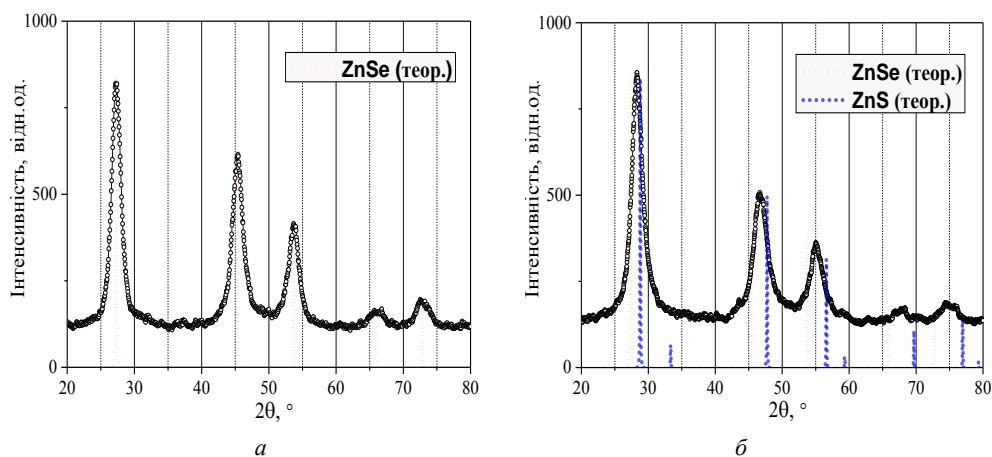 1000
500
0
20 30 40 50 60 70 80
Інтенсивність, відн.од.
2θ, °
ZnSe (теор.)
а
1000
500
0
20 30 40 50 60 70 80
Інтенсивність, відн.од.
2θ, °
ZnSe (теор.)
ZnS (теор.)
б